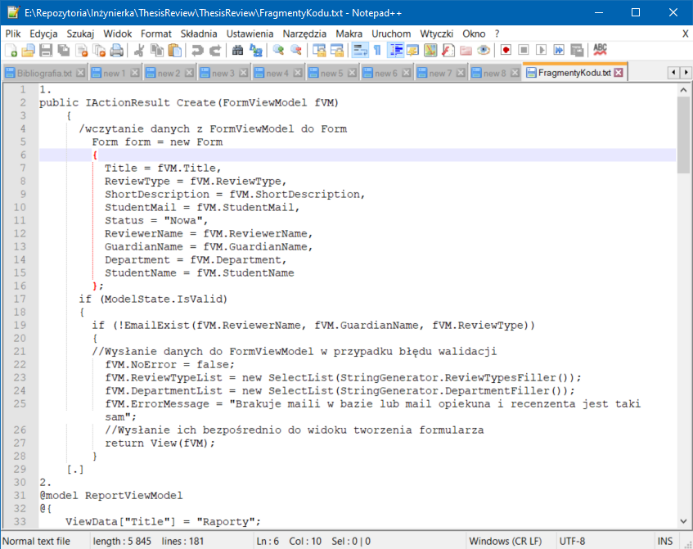 E:\Repozytoria\Inżynierka\ThesisReview\ThesisReview\FragmentyKodu.txt - Notepad++
Plik Edycja Szukaj Widok Format Składnia Ustawienia Narzędzia Makra Uruchom Wtyczki Okno ? X
Bibliografia.txt new 1 new 2 new 3 new 4 new 5 new 6 new 7 new 8 FragmentyKodu.txt
1 1.
2 public IActionResult Create(FormViewModel fVM)
3 {
4 /wczytanie danych z FormViewModel do Form
5 Form form = new Form
6 {
7 Title = fVM.Title,
8 ReviewType = fVM.ReviewType,
9 ShortDescription = fVM.ShortDescription,
10 StudentMail = fVM.StudentMail,
11 Status = "Nowa",
12 ReviewerName = fVM.ReviewerName,
13 GuardianName = fVM.GuardianName,
14 Department = fVM.Department,
15 StudentName = fVM.StudentName
16 };
17 if (ModelState.IsValid)
18 {
19 if (!EmailExist(fVM.ReviewerName, fVM.GuardianName, fVM.ReviewType))
20 {
21 //Wysłanie danych do FormViewModel w przypadku błędu walidacji
22 fVM.NoError = false;
23 fVM.ReviewTypeList = new SelectList(StringGenerator.ReviewTypesFiller());
24 fVM.DepartmentList = new SelectList(StringGenerator.DepartmentFiller());
25 fVM.ErrorMessage = "Brakuje maili w bazie lub mail opiekuna i recenzenta jest taki
sam";
26 //Wysłanie ich bezpośrednio do widoku tworzenia formularza
27 return View(fVM);
28 }
29 [.]
30 2.
31 @model ReportViewModel
32 @{
33 ViewData["Title"] = "Raporty";
Normal text file length : 5 845 lines : 181 Ln : 6 Col : 10 Sel : 0 | 0 Windows (CR LF) UTF-8 INS